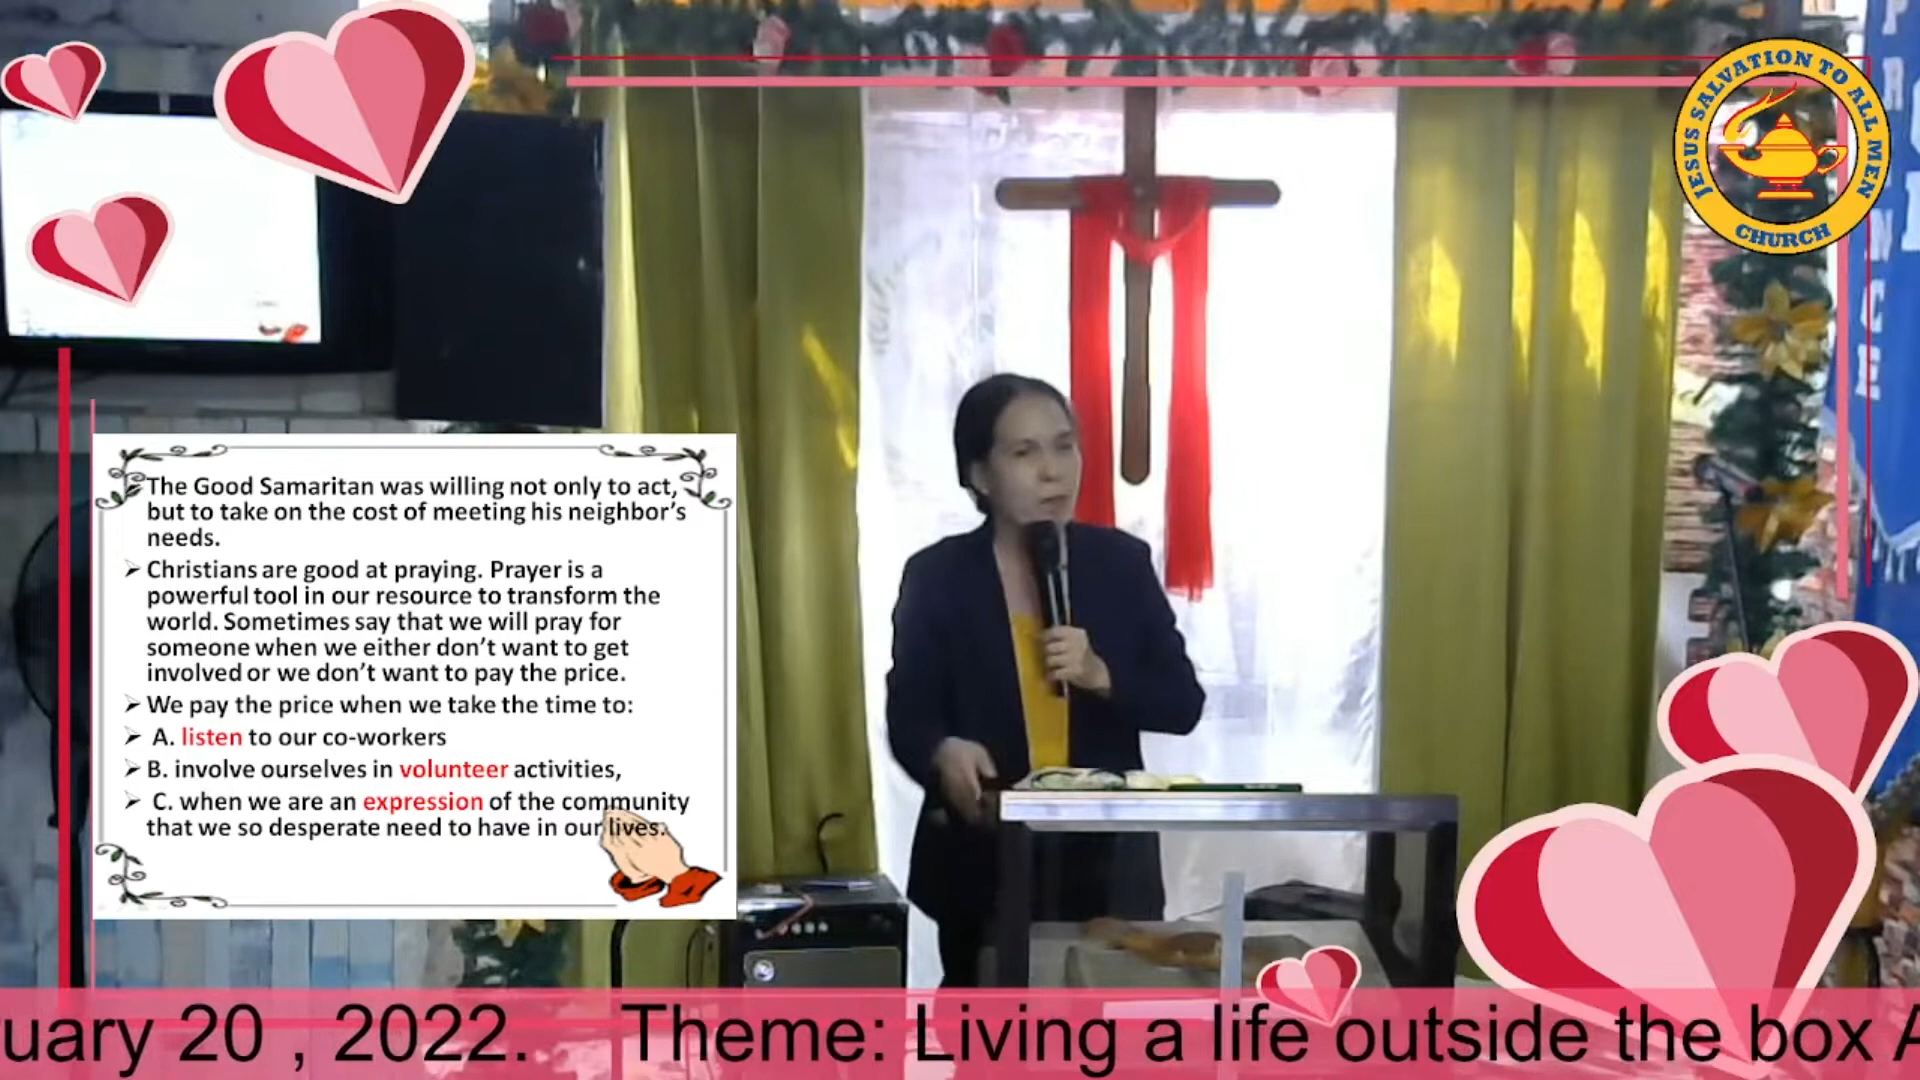 JESUS SALVATION TO ALL MEN
CHURCH
The Good Samaritan was willing not only to act,
but to take on the cost of meeting his neighbor's
needs.
Christians are good at praying. Prayer is a
powerful tool in our resource to transform the
world. Sometimes say that we will pray for
someone when we either don't want to get
involved or we don't want to pay the price.
We pay the price when we take the time to:
A. listen to our co-workers
B. involve ourselves in volunteer activities,
C. when we are an expression of the community
that we so desperate need to have in our lives.
uary 20 , 2022. Theme: Living a life outside the box A